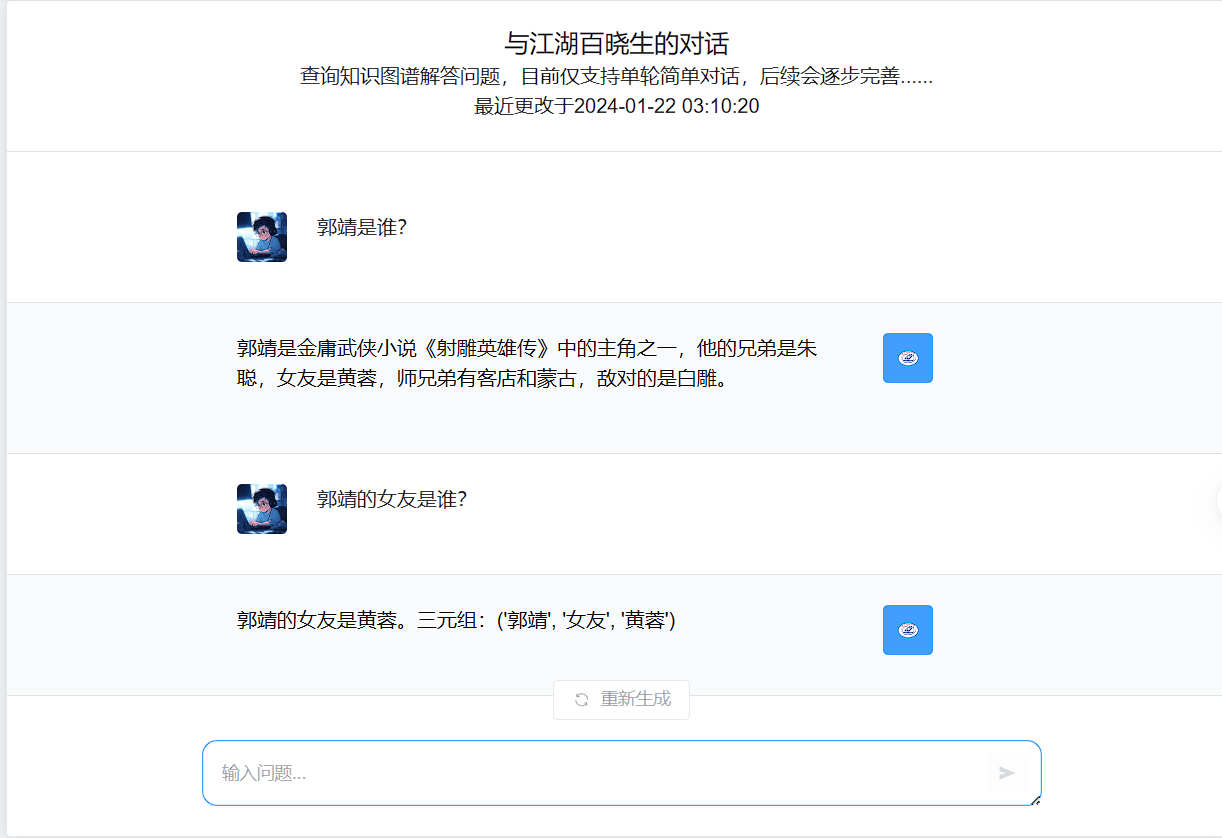 与江湖百晓生的对话
查询知识图谱解答问题，目前仅支持单轮简单对话，后续会逐步完善......
最近更改于2024-01-22 03:10:20
郭靖是谁？
郭靖是金庸武侠小说《射雕英雄传》中的主角之一，他的兄弟是朱
聪，女友是黄蓉，师兄弟有客店和蒙古，敌对的是白雕。
郭靖的女友是谁？
郭靖的女友是黄蓉。三元组：('郭靖', '女友', '黄蓉')
重新生成
输入问题...